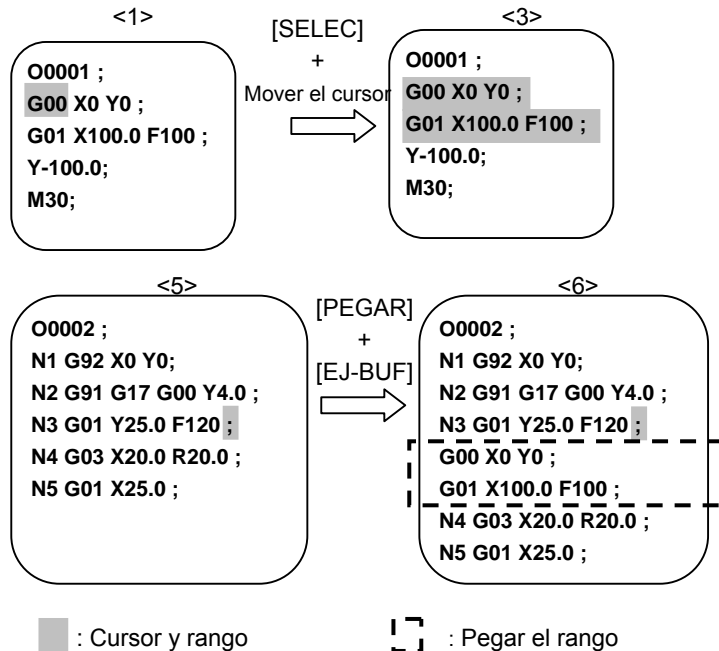 <1>
O0001 ;
G00 X0 Y0 ;
G01 X100.0 F100 ;
Y-100.0;
M30;
[SELEC]
+
Mover el cursor
<3>
O0001 ;
G00 X0 Y0 ;
G01 X100.0 F100 ;
Y-100.0;
M30;
<5>
O0002 ;
N1 G92 X0 Y0;
N2 G91 G17 G00 Y4.0 ;
N3 G01 Y25.0 F120 ;
N4 G03 X20.0 R20.0 ;
N5 G01 X25.0 ;
[PEGAR]
+
[EJ-BUF]
<6>
O0002 ;
N1 G92 X0 Y0;
N2 G91 G17 G00 Y4.0 ;
N3 G01 Y25.0 F120 ;
G00 X0 Y0 ;
G01 X100.0 F100 ;
N4 G03 X20.0 R20.0 ;
N5 G01 X25.0 ;
: Cursor y rango
: Pegar el rango